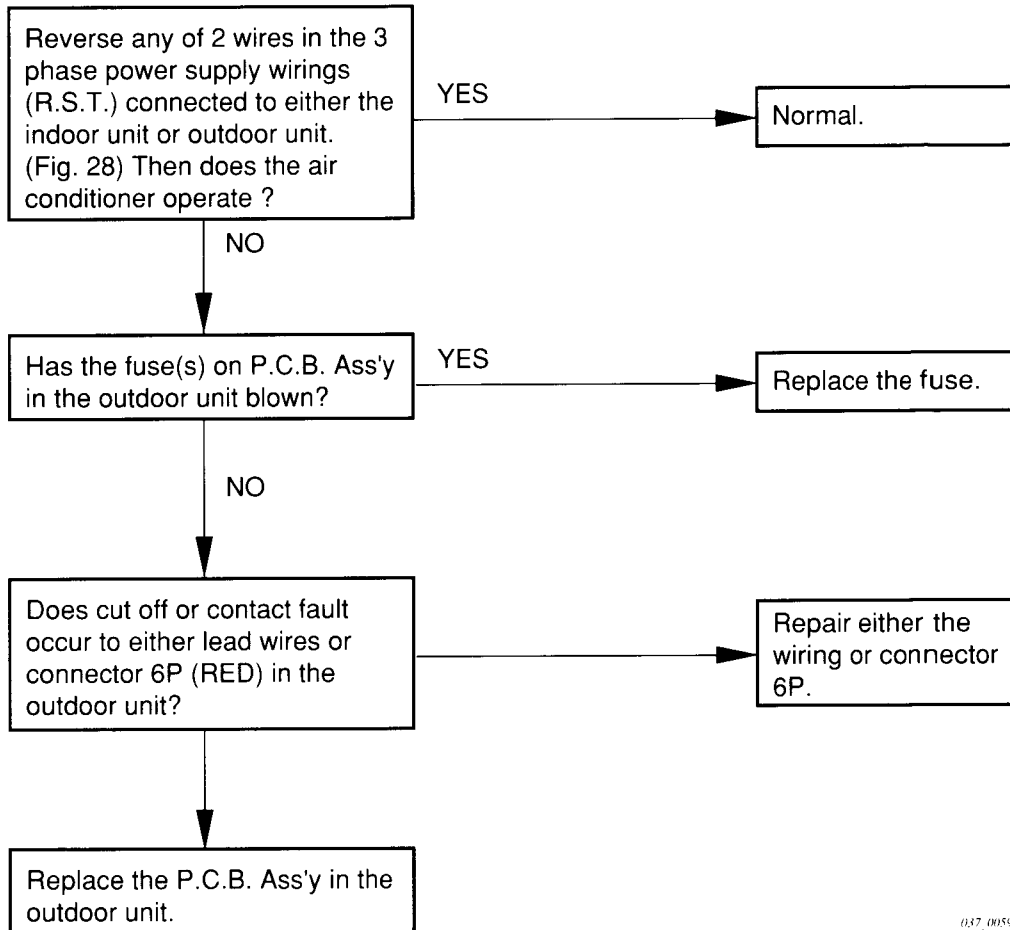 Reverse any of 2 wires in the 3
phase power supply wirings
(R.S.T.) connected to either the
indoor unit or outdoor unit.
(Fig. 28) Then does the air
conditioner operate ?
YES
Normal.
NO
Has the fuse(s) on P.C.B. Ass'y
in the outdoor unit blown?
YES
Replace the fuse.
NO
Does cut off or contact fault
occur to either lead wires or
connector 6P (RED) in the
outdoor unit?
Repair either the
wiring or connector
6P.
Replace the P.C.B. Ass'y in the
outdoor unit.
037_0059